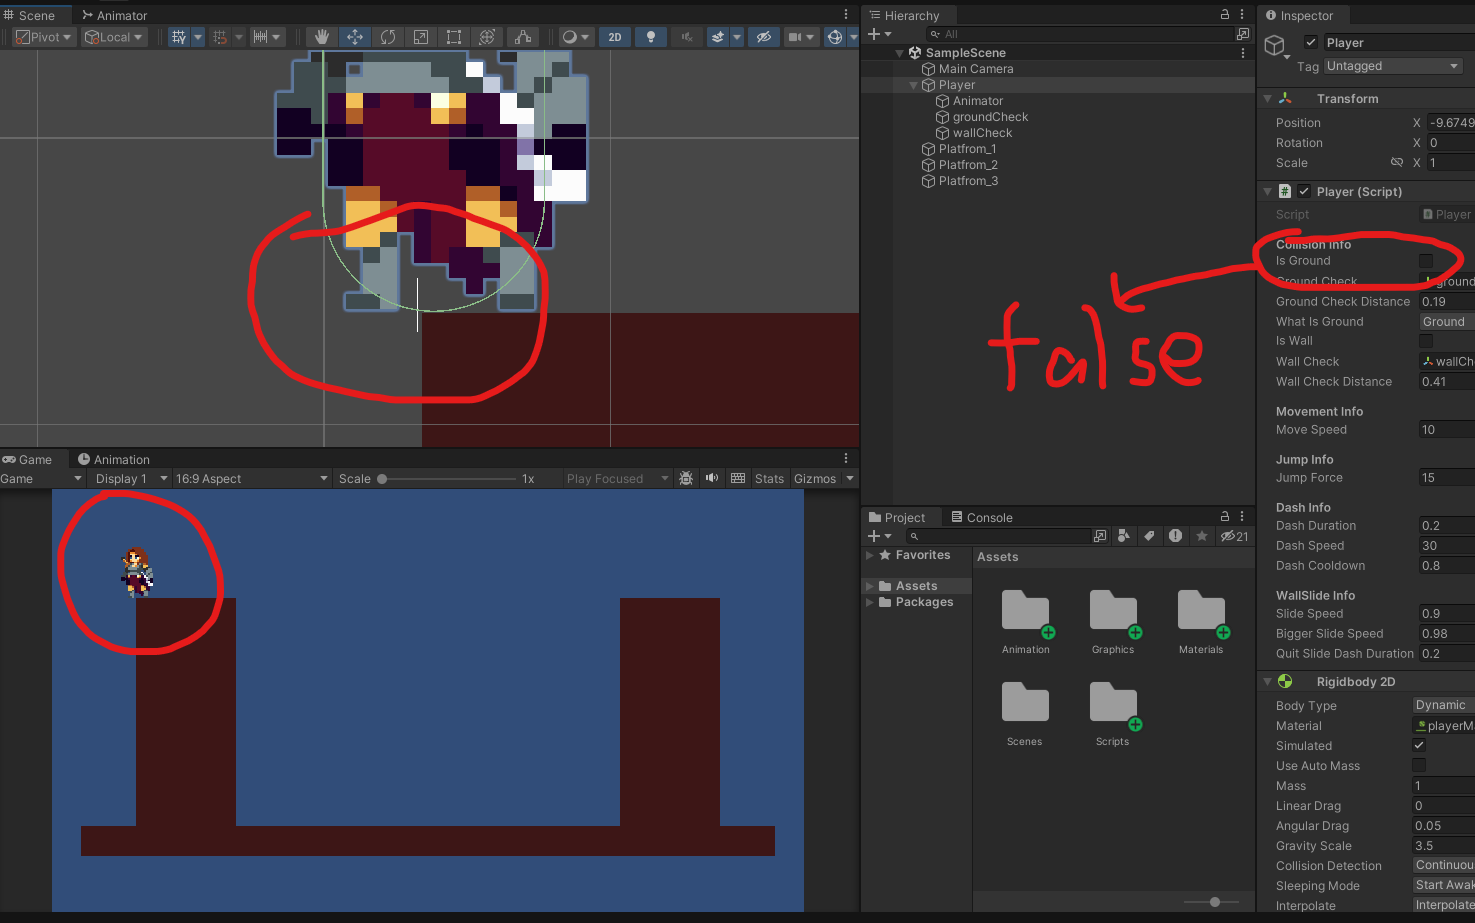 Scene
Animator
Pivot
Local
2D
Hierarchy
All
SampleScene
Main Camera
Player
Animator
groundCheck
wallCheck
Platfrom_1
Platfrom_2
Platfrom_3
false
Game
Animation
Game
Display 1
16:9 Aspect
Scale
1x
Play Focused
Stats
Gizmos
Project
Console
21
Favorites
Assets
Packages
Assets
Animation
Graphics
Materials
Scenes
Scripts
Inspector
Player
Tag
Untagged
Transform
Position X -9.6749
Rotation X 0
Scale X 1
Player (Script)
Script Player
Collision Info
Is Ground
Ground Check ground
Ground Check Distance 0.19
What Is Ground Ground
Is Wall
Wall Check wallCh
Wall Check Distance 0.41
Movement Info
Move Speed 10
Jump Info
Jump Force 15
Dash Info
Dash Duration 0.2
Dash Speed 30
Dash Cooldown 0.8
WallSlide Info
Slide Speed 0.9
Bigger Slide Speed 0.98
Quit Slide Dash Duration 0.2
Rigidbody 2D
Body Type Dynamic
Material playerMa
Simulated
Use Auto Mass
Mass 1
Linear Drag 0
Angular Drag 0.05
Gravity Scale 3.5
Collision Detection Continuou
Sleeping Mode Start Awak
Interpolate Interpolate